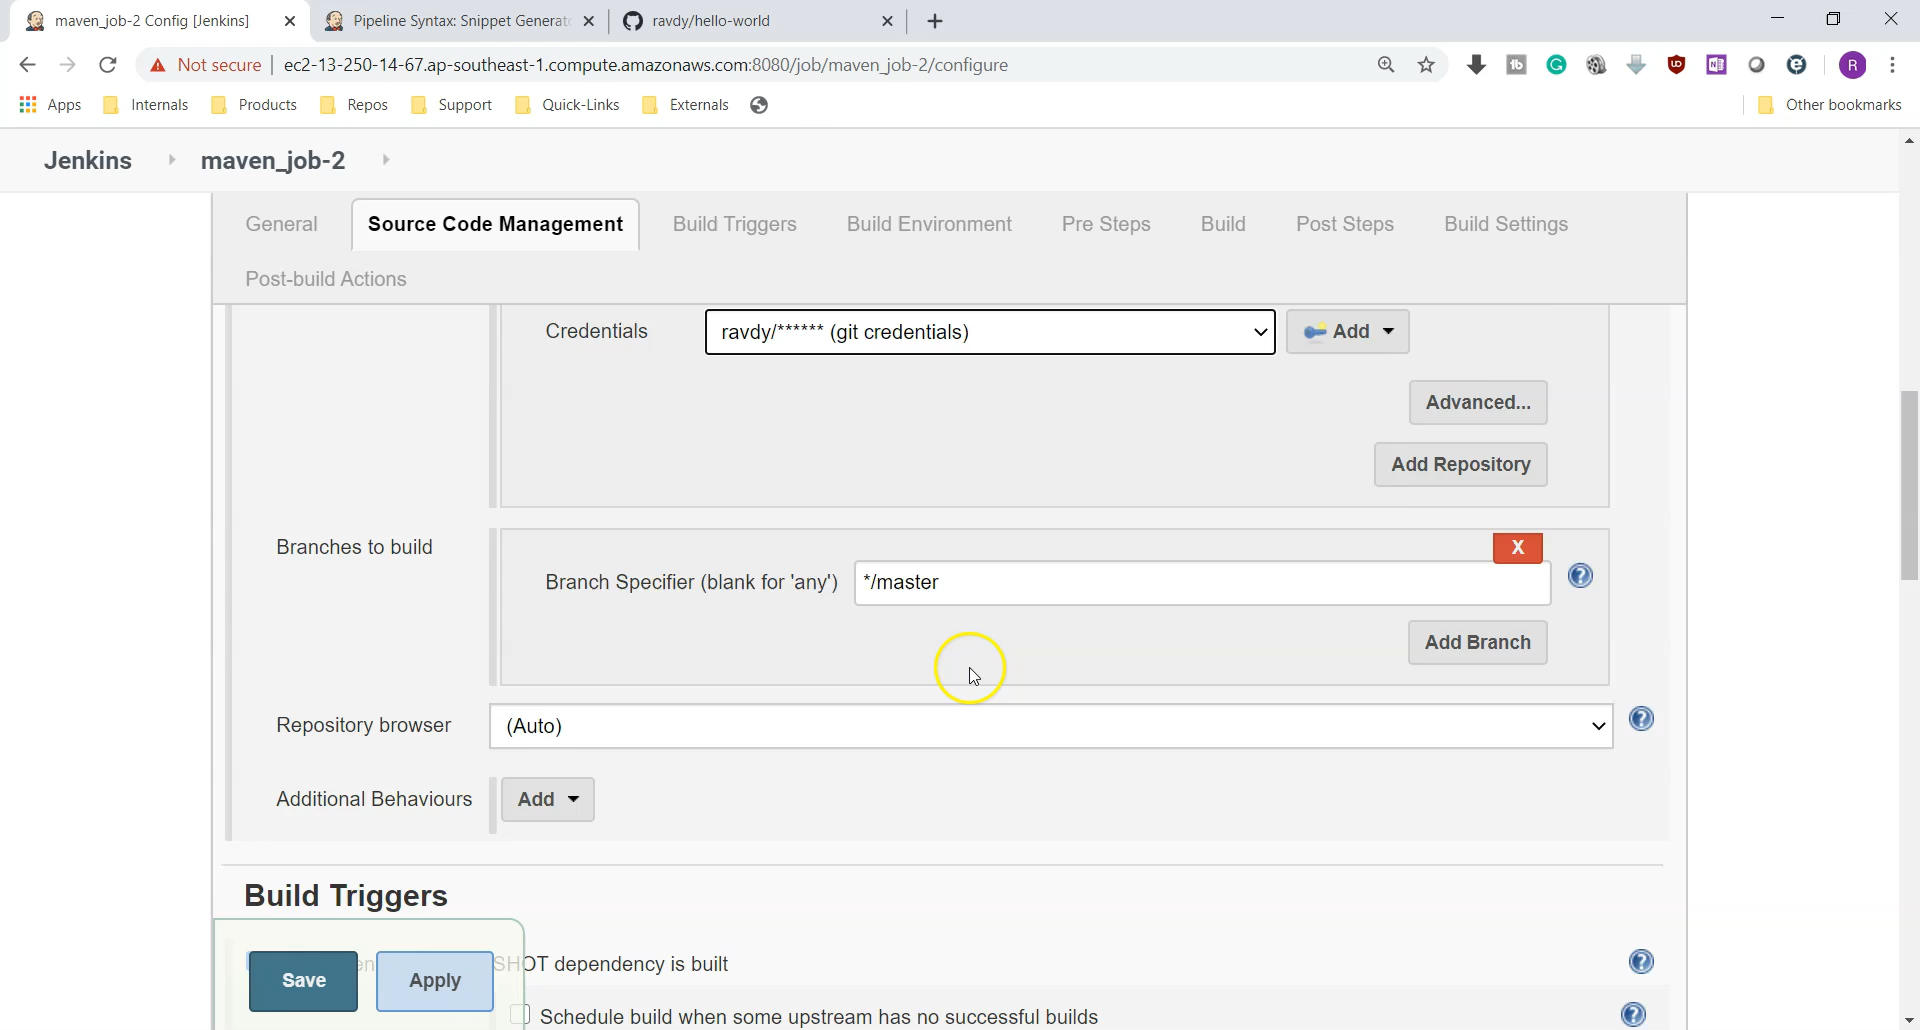 maven_job-2 Config [Jenkins]
Pipeline Syntax: Snippet Generat
ravdy/hello-world
Not secure
ec2-13-250-14-67.ap-southeast-1.compute.amazonaws.com:8080/job/maven_job-2/configure
R
Apps
Internals
Products
Repos
Support
Quick-Links
Externals
Other bookmarks
Jenkins
maven_job-2
General
Source Code Management
Build Triggers
Build Environment
Pre Steps
Build
Post Steps
Build Settings
Post-build Actions
Credentials
ravdy/****** (git credentials)
Add
Advanced...
Add Repository
Branches to build
X
Branch Specifier (blank for 'any')
*/master
Add Branch
Repository browser
(Auto)
Additional Behaviours
Add
Build Triggers
SHOT dependency is built
Save
Apply
Schedule build when some upstream has no successful builds